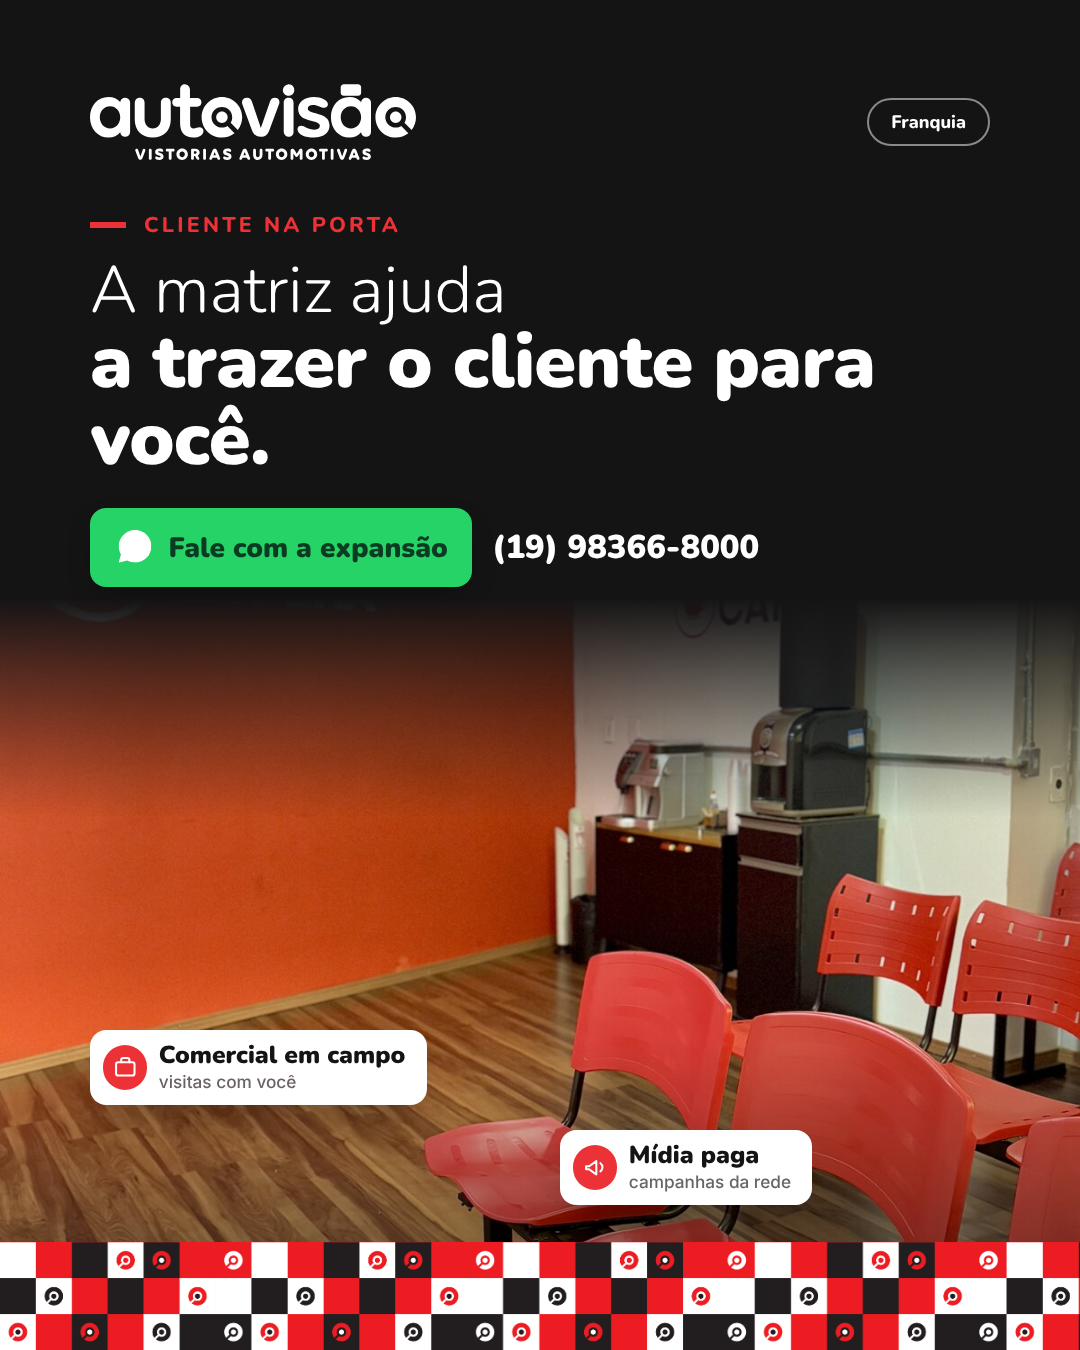 autovisão
VISTORIAS AUTOMOTIVAS
Franquia
CLIENTE NA PORTA
A matriz ajuda
a trazer o cliente para
você.
Fale com a expansão
(19) 98366-8000
Comercial em campo
visitas com você
Mídia paga
campanhas da rede